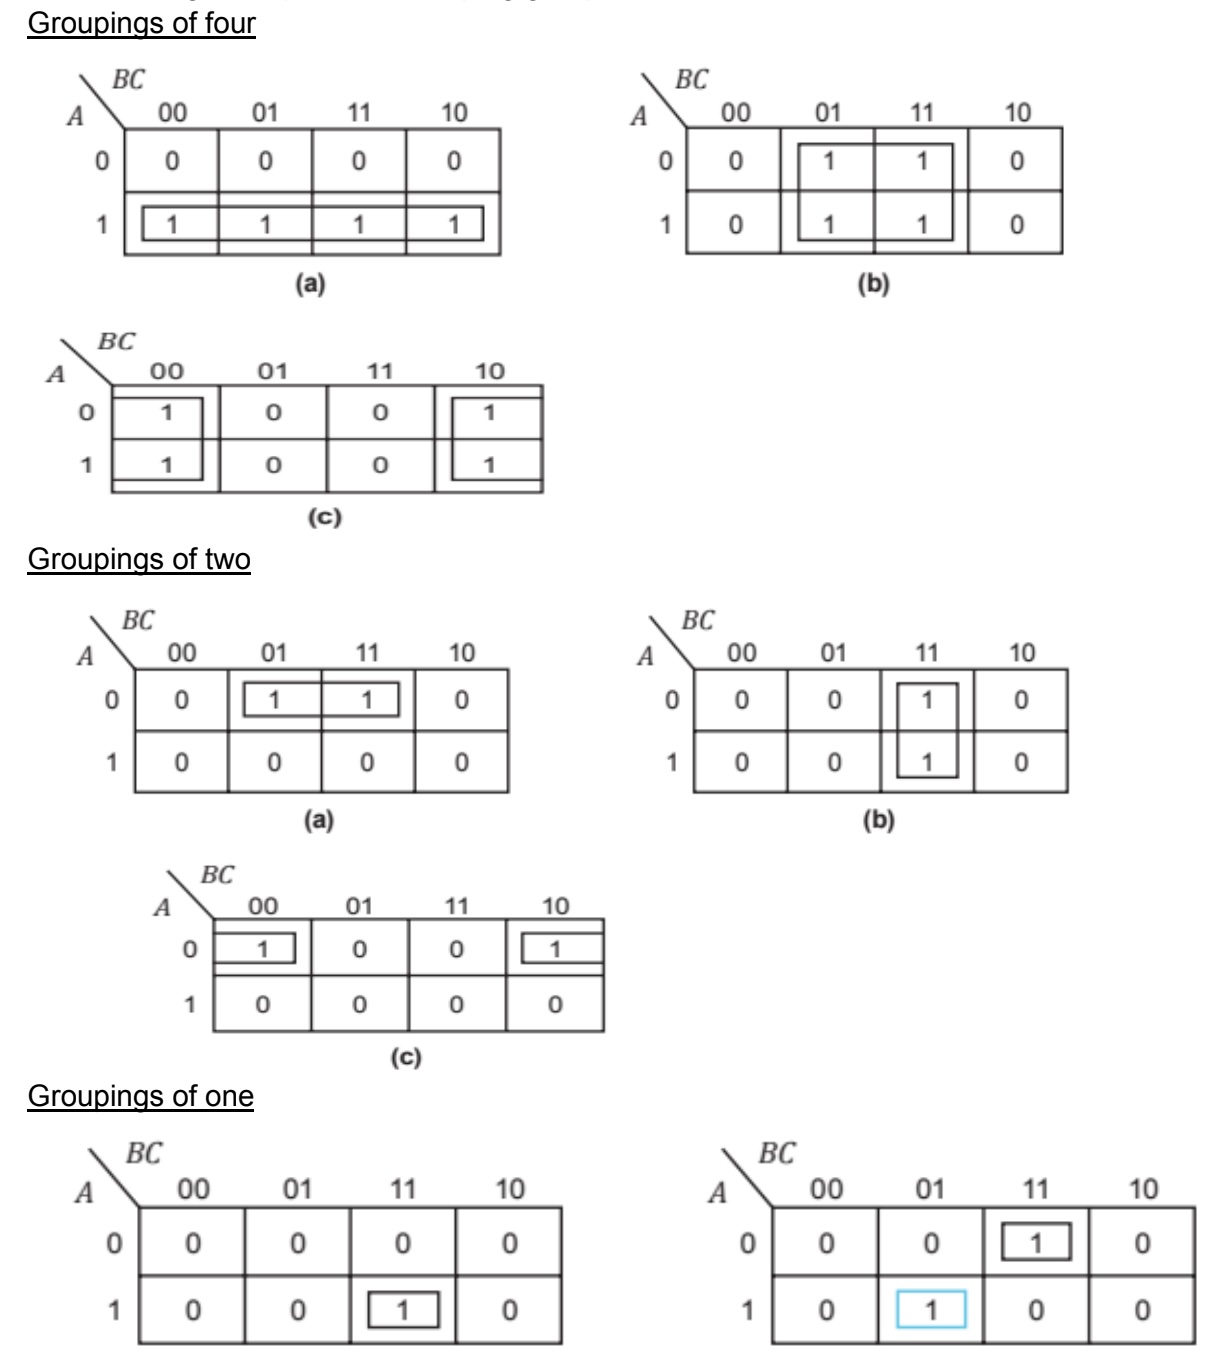 Groupings of four
BC
A 00 01 11 10
0 0 0 0 0
1 1 1 1 1
(a)
BC
A 00 01 11 10
0 0 1 1 0
1 0 1 1 0
(b)
BC
A 00 01 11 10
0 1 0 0 1
1 1 0 0 1
(c)
Groupings of two
BC
A 00 01 11 10
0 0 1 1 0
1 0 0 0 0
(a)
BC
A 00 01 11 10
0 0 0 1 0
1 0 0 1 0
(b)
BC
A 00 01 11 10
0 1 0 0 1
1 0 0 0 0
(c)
Groupings of one
BC
A 00 01 11 10
0 0 0 0 0
1 0 0 1 0
BC
A 00 01 11 10
0 0 0 1 0
1 0 1 0 0